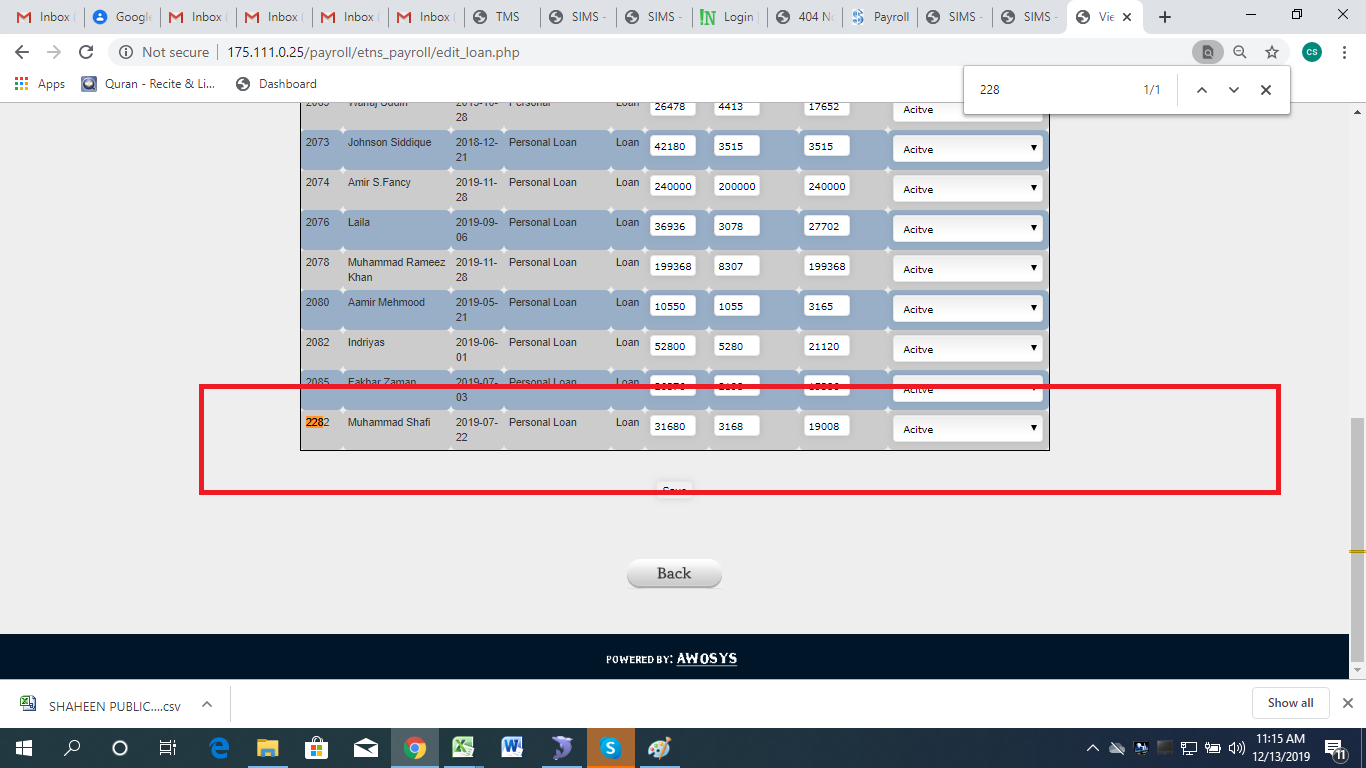 Inbox Google Inbox Inbox Inbox Inbox TMS SIMS - SIMS - Login 404 No Payroll SIMS - SIMS - Vie
Not secure 175.111.0.25/payroll/etns_payroll/edit_loan.php CS
Apps Quran - Recite & Li... Dashboard
228 1/1
2019-10-28 Personal Loan 26478 4413 17652 Acitve
2073 Johnson Siddique 2018-12-21 Personal Loan Loan 42180 3515 3515 Acitve
2074 Amir S.Fancy 2019-11-28 Personal Loan Loan 240000 200000 240000 Acitve
2076 Laila 2019-09-06 Personal Loan Loan 36936 3078 27702 Acitve
2078 Muhammad Rameez Khan 2019-11-28 Personal Loan Loan 199368 8307 199368 Acitve
2080 Aamir Mehmood 2019-05-21 Personal Loan Loan 10550 1055 3165 Acitve
2082 Indriyas 2019-06-01 Personal Loan Loan 52800 5280 21120 Acitve
2085 Fakhar Zaman 2019-07-03 Personal Loan Loan Acitve
2282 Muhammad Shafi 2019-07-22 Personal Loan Loan 31680 3168 19008 Acitve
Save
Back
POWERED BY: AWOSYS
SHAHEEN PUBLIC....csv Show all
11:15 AM
12/13/2019
11